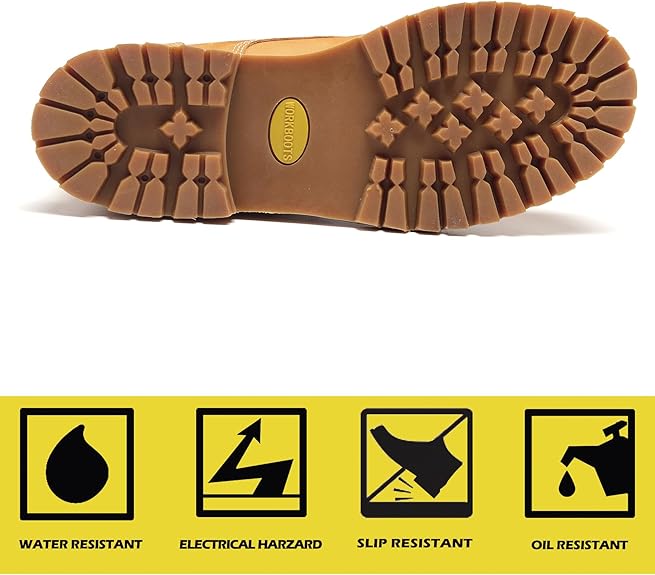 WORKBOOTS
WATER RESISTANT
ELECTRICAL HARZARD
SLIP RESISTANT
OIL RESISTANT